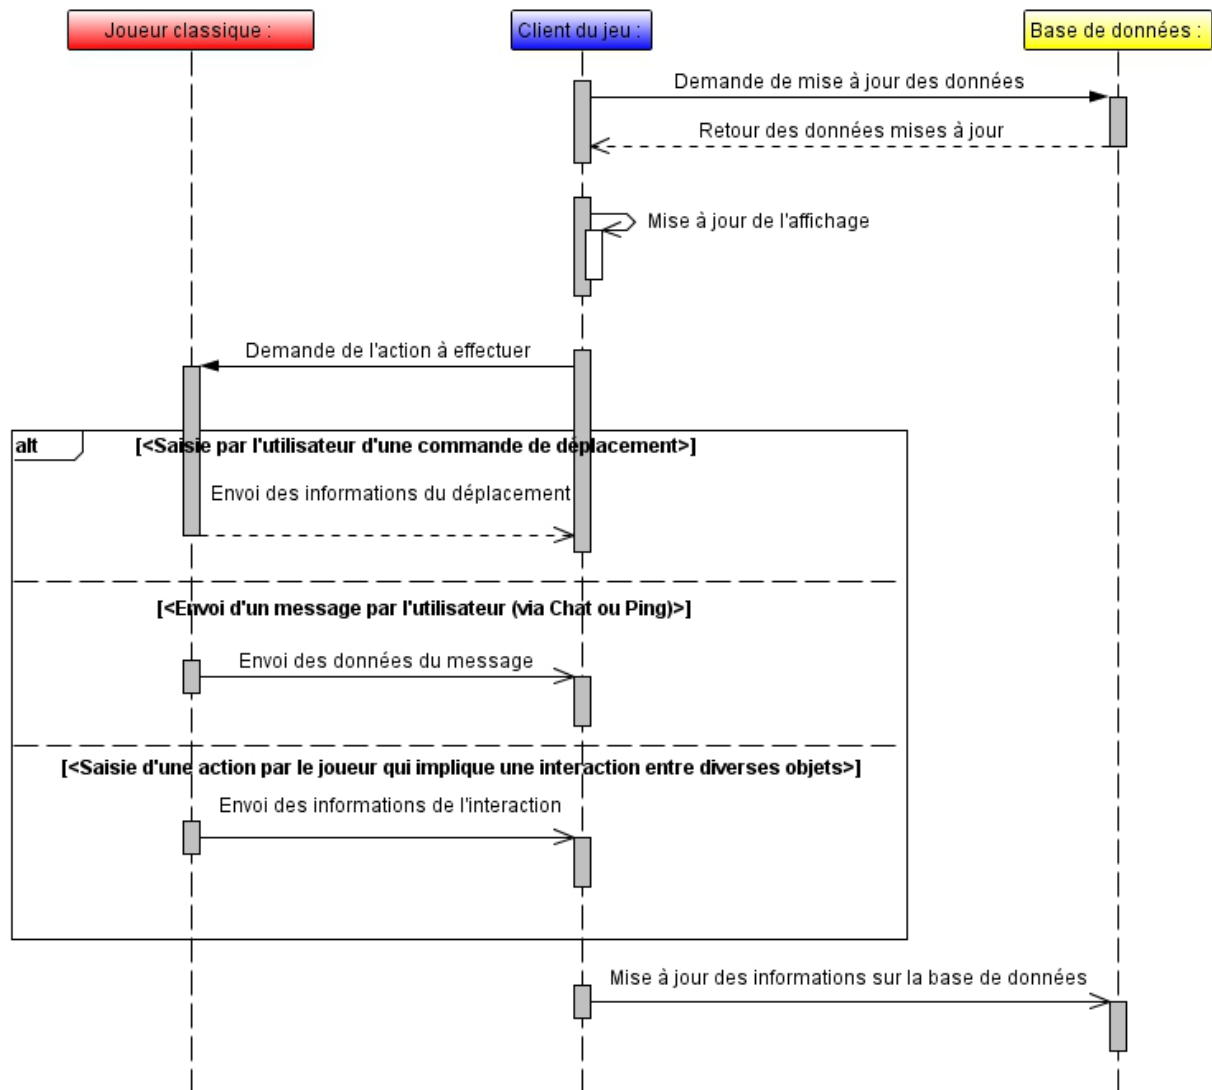 Joueur classique :
Client du jeu :
Base de données :
Demande de mise à jour des données
Retour des données mises à jour
Mise à jour de l'affichage
Demande de l'action à effectuer
alt
[<Saisie par l'utilisateur d'une commande de déplacement>]
Envoi des informations du déplacement
[<Envoi d'un message par l'utilisateur (via Chat ou Ping)>]
Envoi des données du message
[<Saisie d'une action par le joueur qui implique une interaction entre diverses objets>]
Envoi des informations de l'interaction
Mise à jour des informations sur la base de données